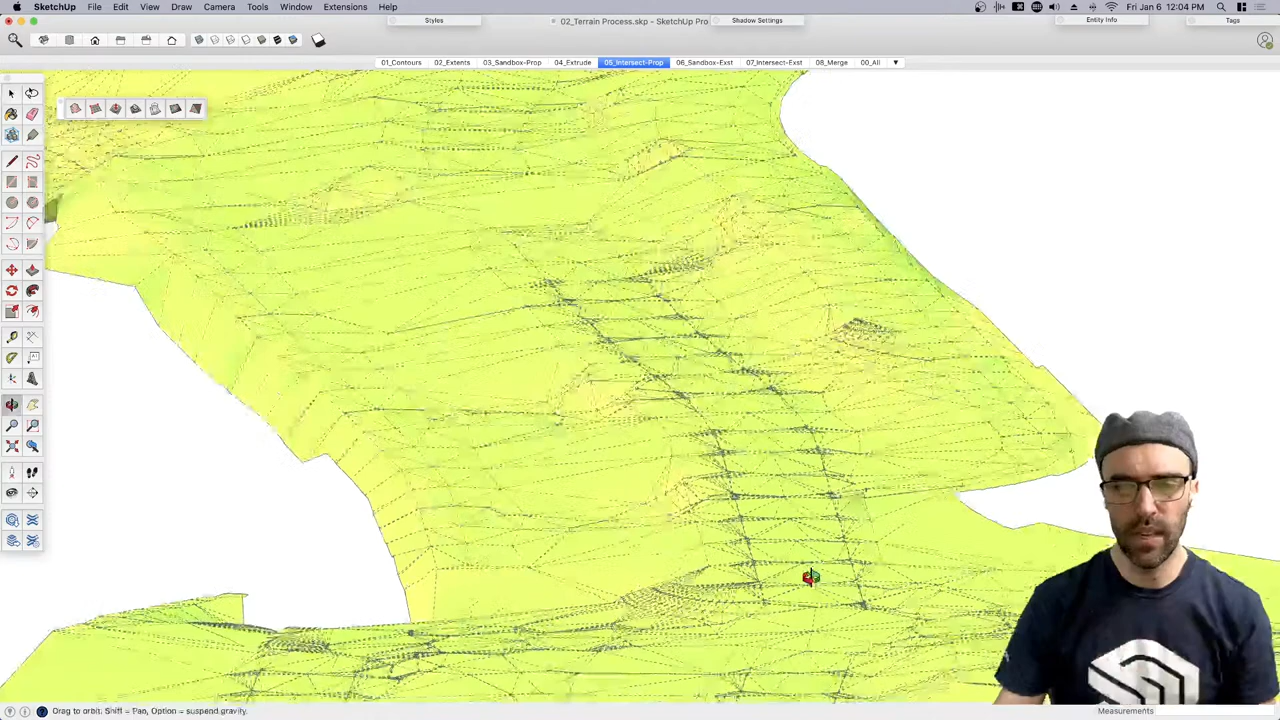 SketchUp File Edit View Draw Camera Tools Window Extensions Help Fri Jan 6 12:04 PM
Styles 02_Terrain Process.skp - SketchUp Pro Shadow Settings Entity Info Tags
01_Contours 02_Extents 03_Sandbox-Prop 04_Extrude 05_Intersect-Prop 06_Sandbox-Exst 07_Intersect-Exst 08_Merge 00_All
Drag to orbit. Shift = Pan, Option = suspend gravity. Measurements